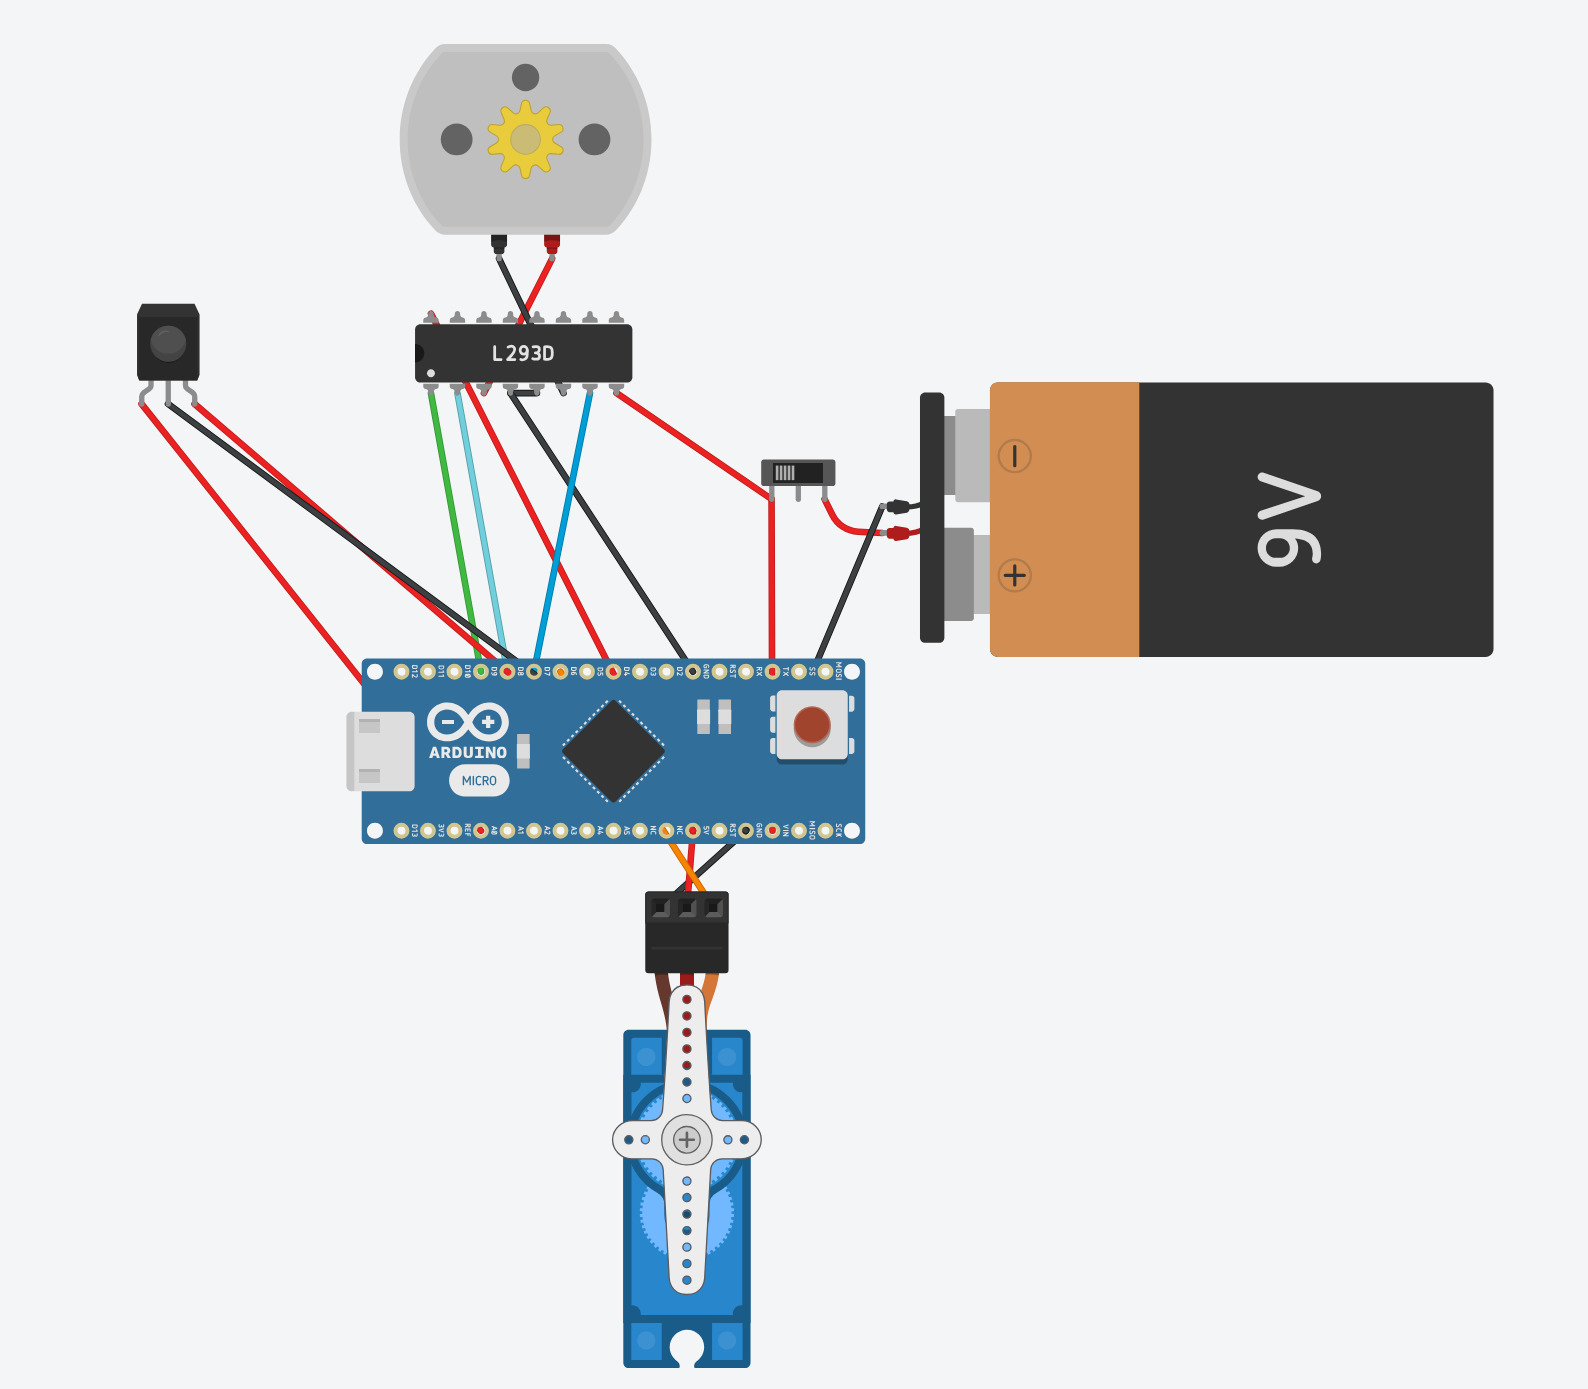 L293D
9V
D12 D11 D10 D9 D8 D7 D6 D5 D4 D3 D2 GND RST RX TX SS MOSI
ARDUINO
MICRO
D13 3V3 REF A0 A1 A2 A3 A4 A5 NC NC 5V RST GND VIN MISO SCK